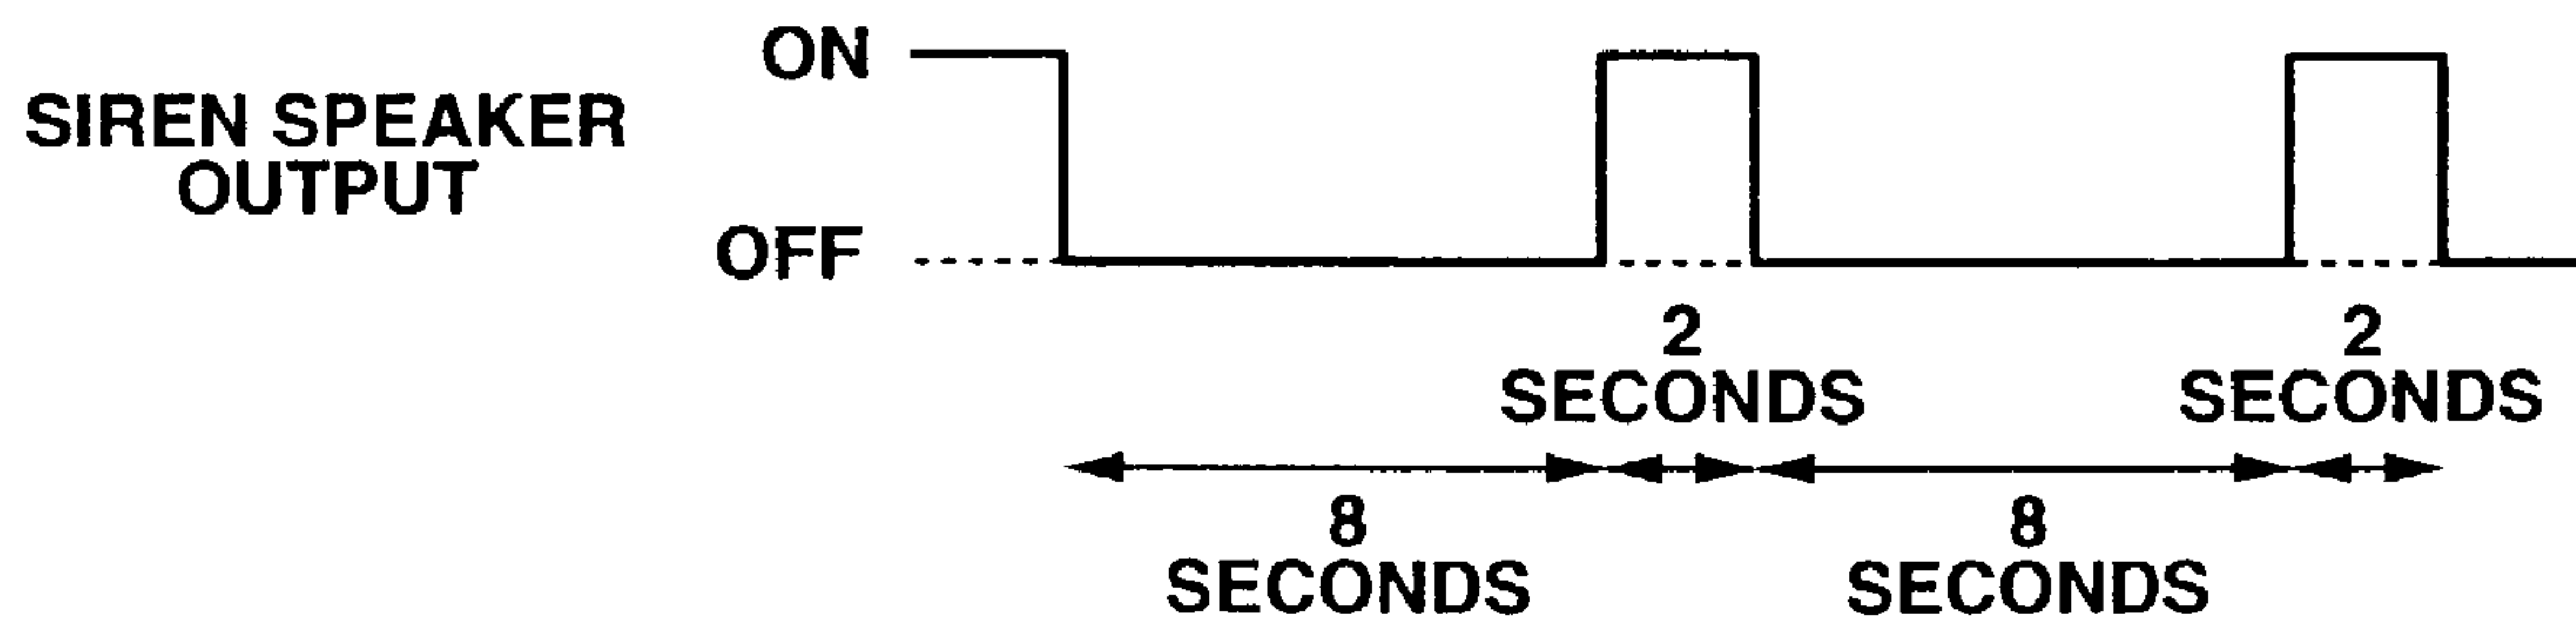 ON
SIREN SPEAKER
OUTPUT
OFF
2
SECONDS
2
SECONDS
8
SECONDS
8
SECONDS